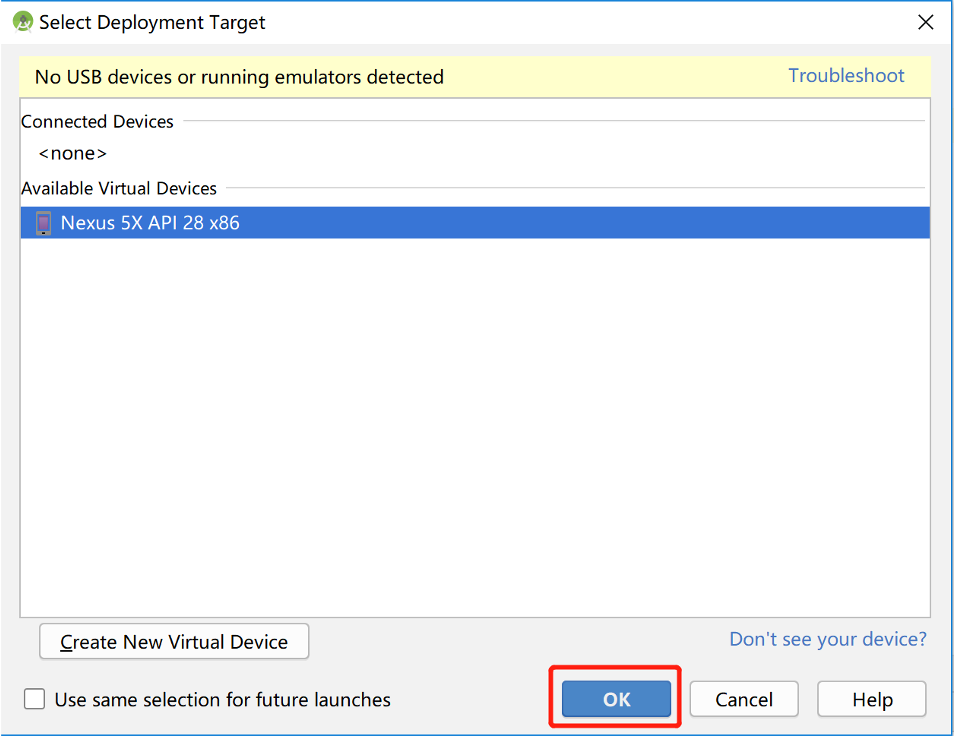 Select Deployment Target
No USB devices or running emulators detected Troubleshoot
Connected Devices
<none>
Available Virtual Devices
Nexus 5X API 28 x86
Create New Virtual Device Don't see your device?
Use same selection for future launches OK Cancel Help